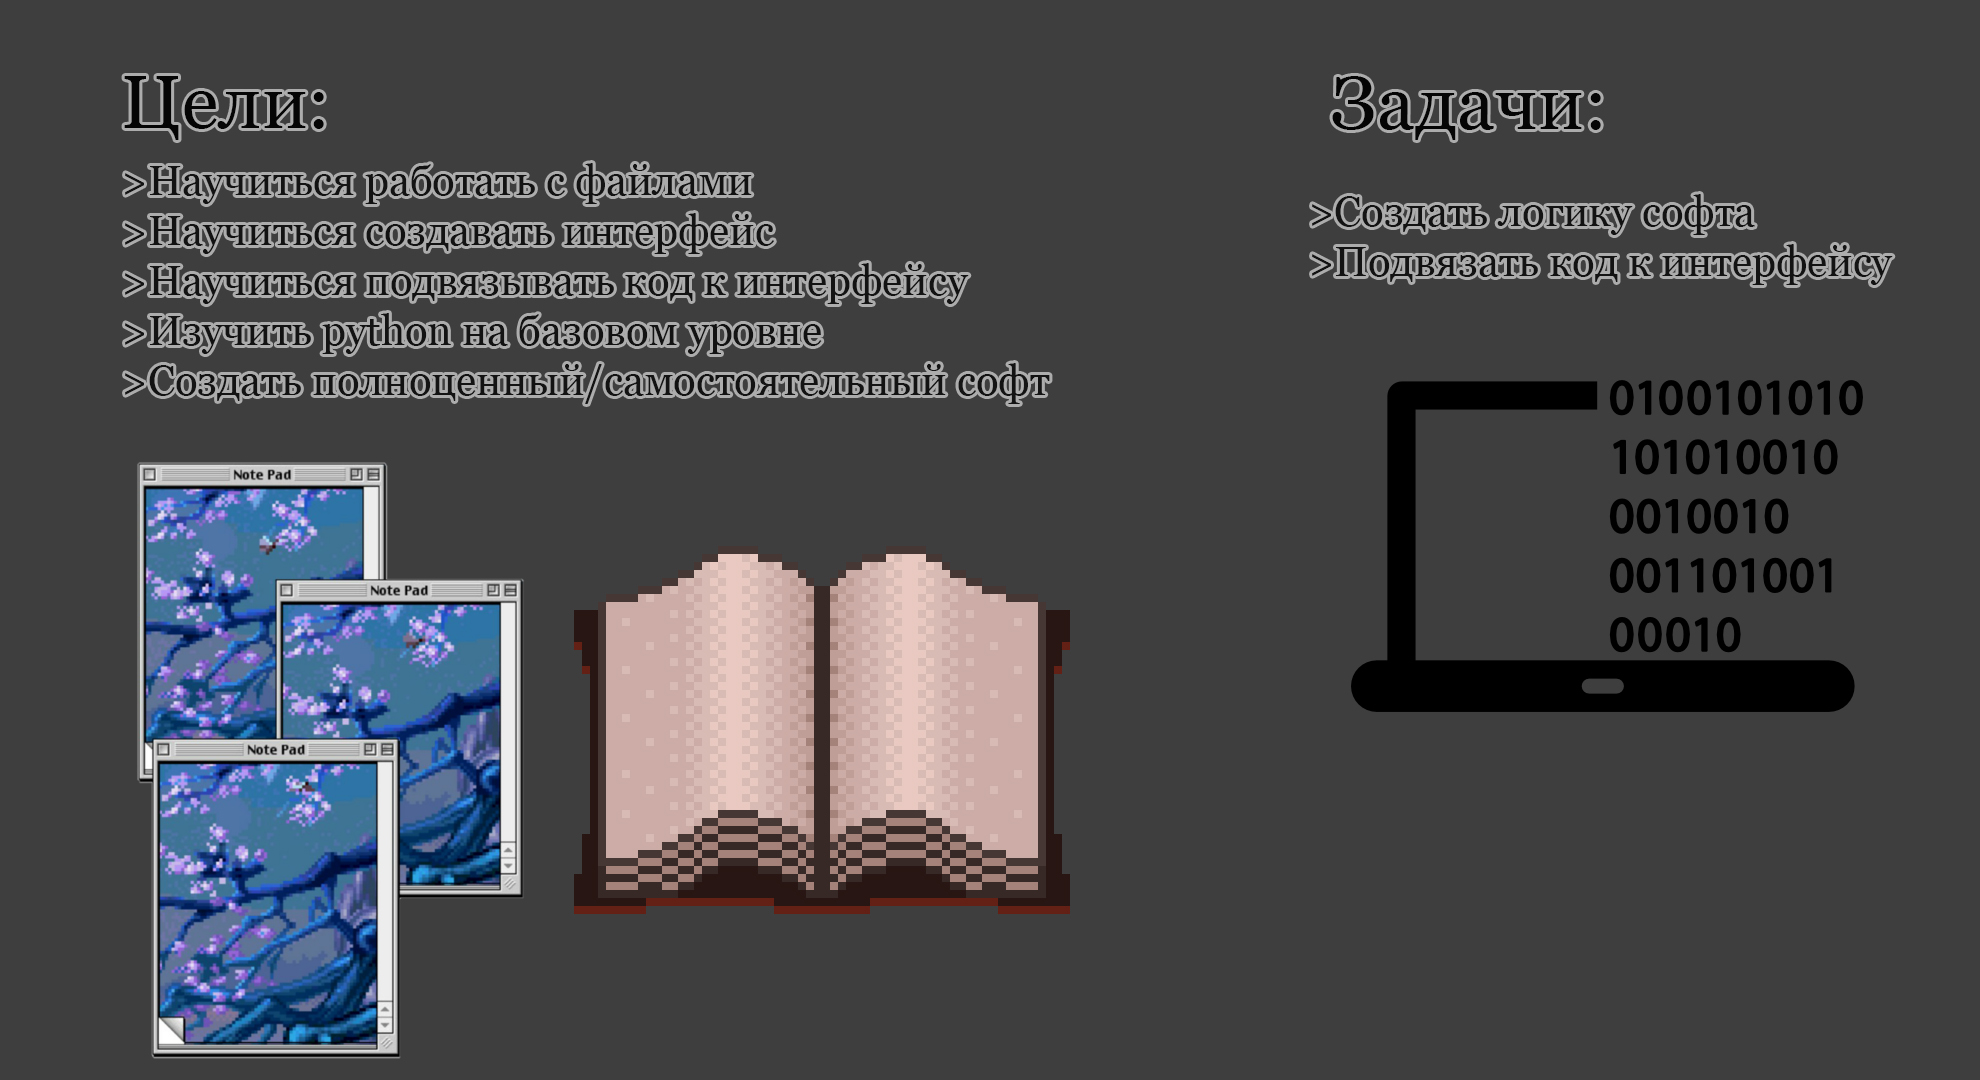 Цели:
>Научиться работать с файлами
>Научиться создавать интерфейс
>Научиться подвязывать код к интерфейсу
>Изучить python на базовом уровне
>Создать полноценный/самостоятельный софт
Задачи:
>Создать логику софта
>Подвязать код к интерфейсу
Note Pad
Note Pad
Note Pad
0100101010
101010010
0010010
001101001
00010